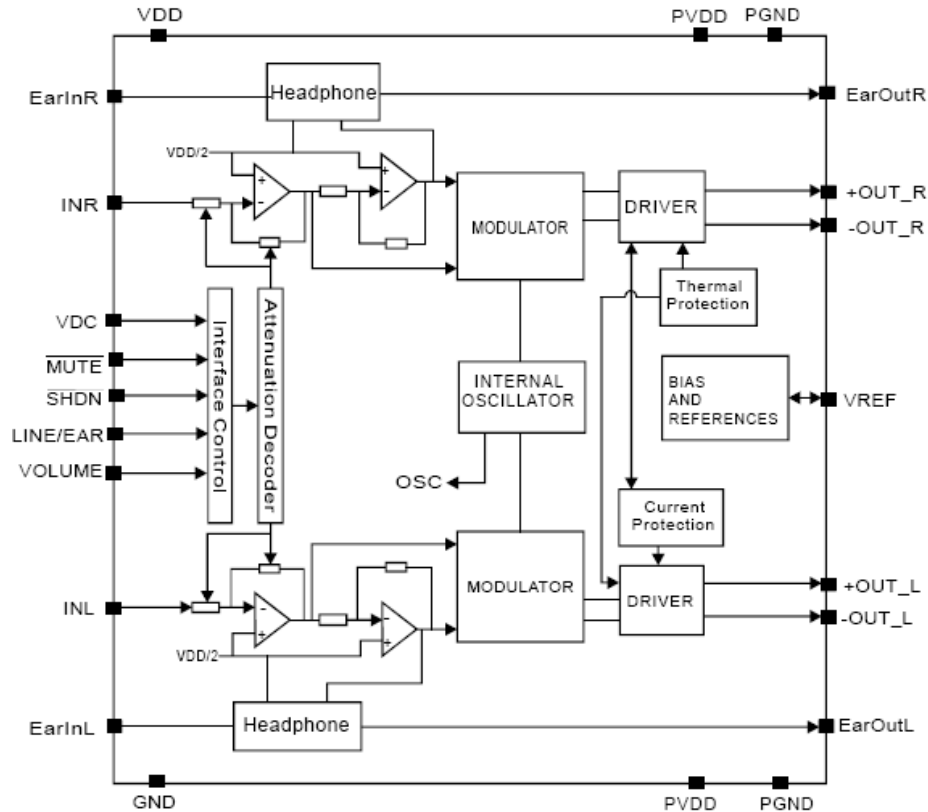 VDD
PVDD
PGND
EarInR
Headphone
EarOutR
VDD/2
+
-
+
-
INR
MODULATOR
DRIVER
+OUT_R
-OUT_R
Thermal
Protection
VDC
MUTE
SHDN
LINE/EAR
VOLUME
Interface Control
Attenuation Decoder
INTERNAL
OSCILLATOR
OSC
BIAS
AND
REFERENCES
VREF
Current
Protection
INL
-
+
-
+
VDD/2
MODULATOR
DRIVER
+OUT_L
-OUT_L
EarInL
Headphone
EarOutL
GND
PVDD
PGND